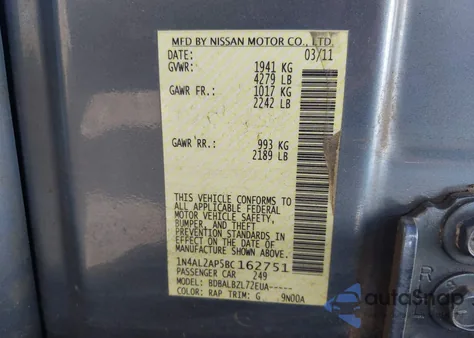 MFD BY NISSAN MOTOR CO., LTD.
DATE: 03/11
GVWR: 1941 KG
4279 LB
GAWR FR.: 1017 KG
2242 LB
GAWR RR.: 993 KG
2189 LB
THIS VEHICLE CONFORMS TO
ALL APPLICABLE FEDERAL
MOTOR VEHICLE SAFETY,
BUMPER, AND THEFT
PREVENTION STANDARDS IN
EFFECT ON THE DATE OF
MANUFACTURE SHOWN ABOVE.
1N4AL2AP5BC162751
PASSENGER CAR 249
MODEL: BDBALBZL72EUA-----
COLOR: RAP TRIM: G 9N00A
autoSnap